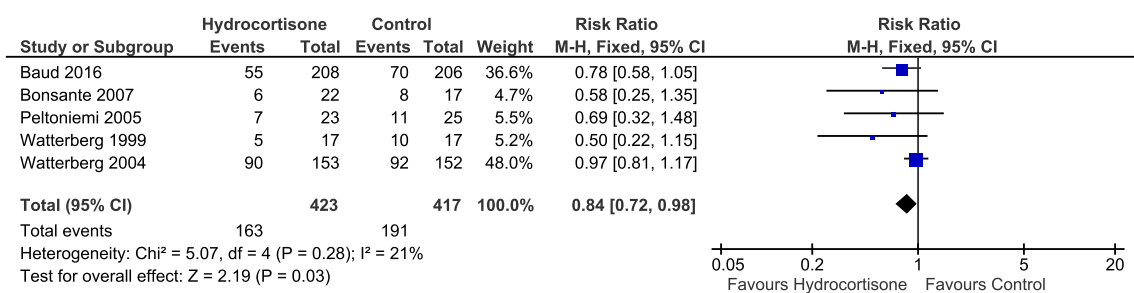 Hydrocortisone Control Risk Ratio Risk Ratio
Study or Subgroup Events Total Events Total Weight M-H, Fixed, 95% CI M-H, Fixed, 95% CI
Baud 2016 55 208 70 206 36.6% 0.78 [0.58, 1.05]
Bonsante 2007 6 22 8 17 4.7% 0.58 [0.25, 1.35]
Peltoniemi 2005 7 23 11 25 5.5% 0.69 [0.32, 1.48]
Watterberg 1999 5 17 10 17 5.2% 0.50 [0.22, 1.15]
Watterberg 2004 90 153 92 152 48.0% 0.97 [0.81, 1.17]
Total (95% CI) 423 417 100.0% 0.84 [0.72, 0.98]
Total events 163 191
Heterogeneity: Chi² = 5.07, df = 4 (P = 0.28); I² = 21%
Test for overall effect: Z = 2.19 (P = 0.03)
0.05 0.2 1 5 20
Favours Hydrocortisone Favours Control